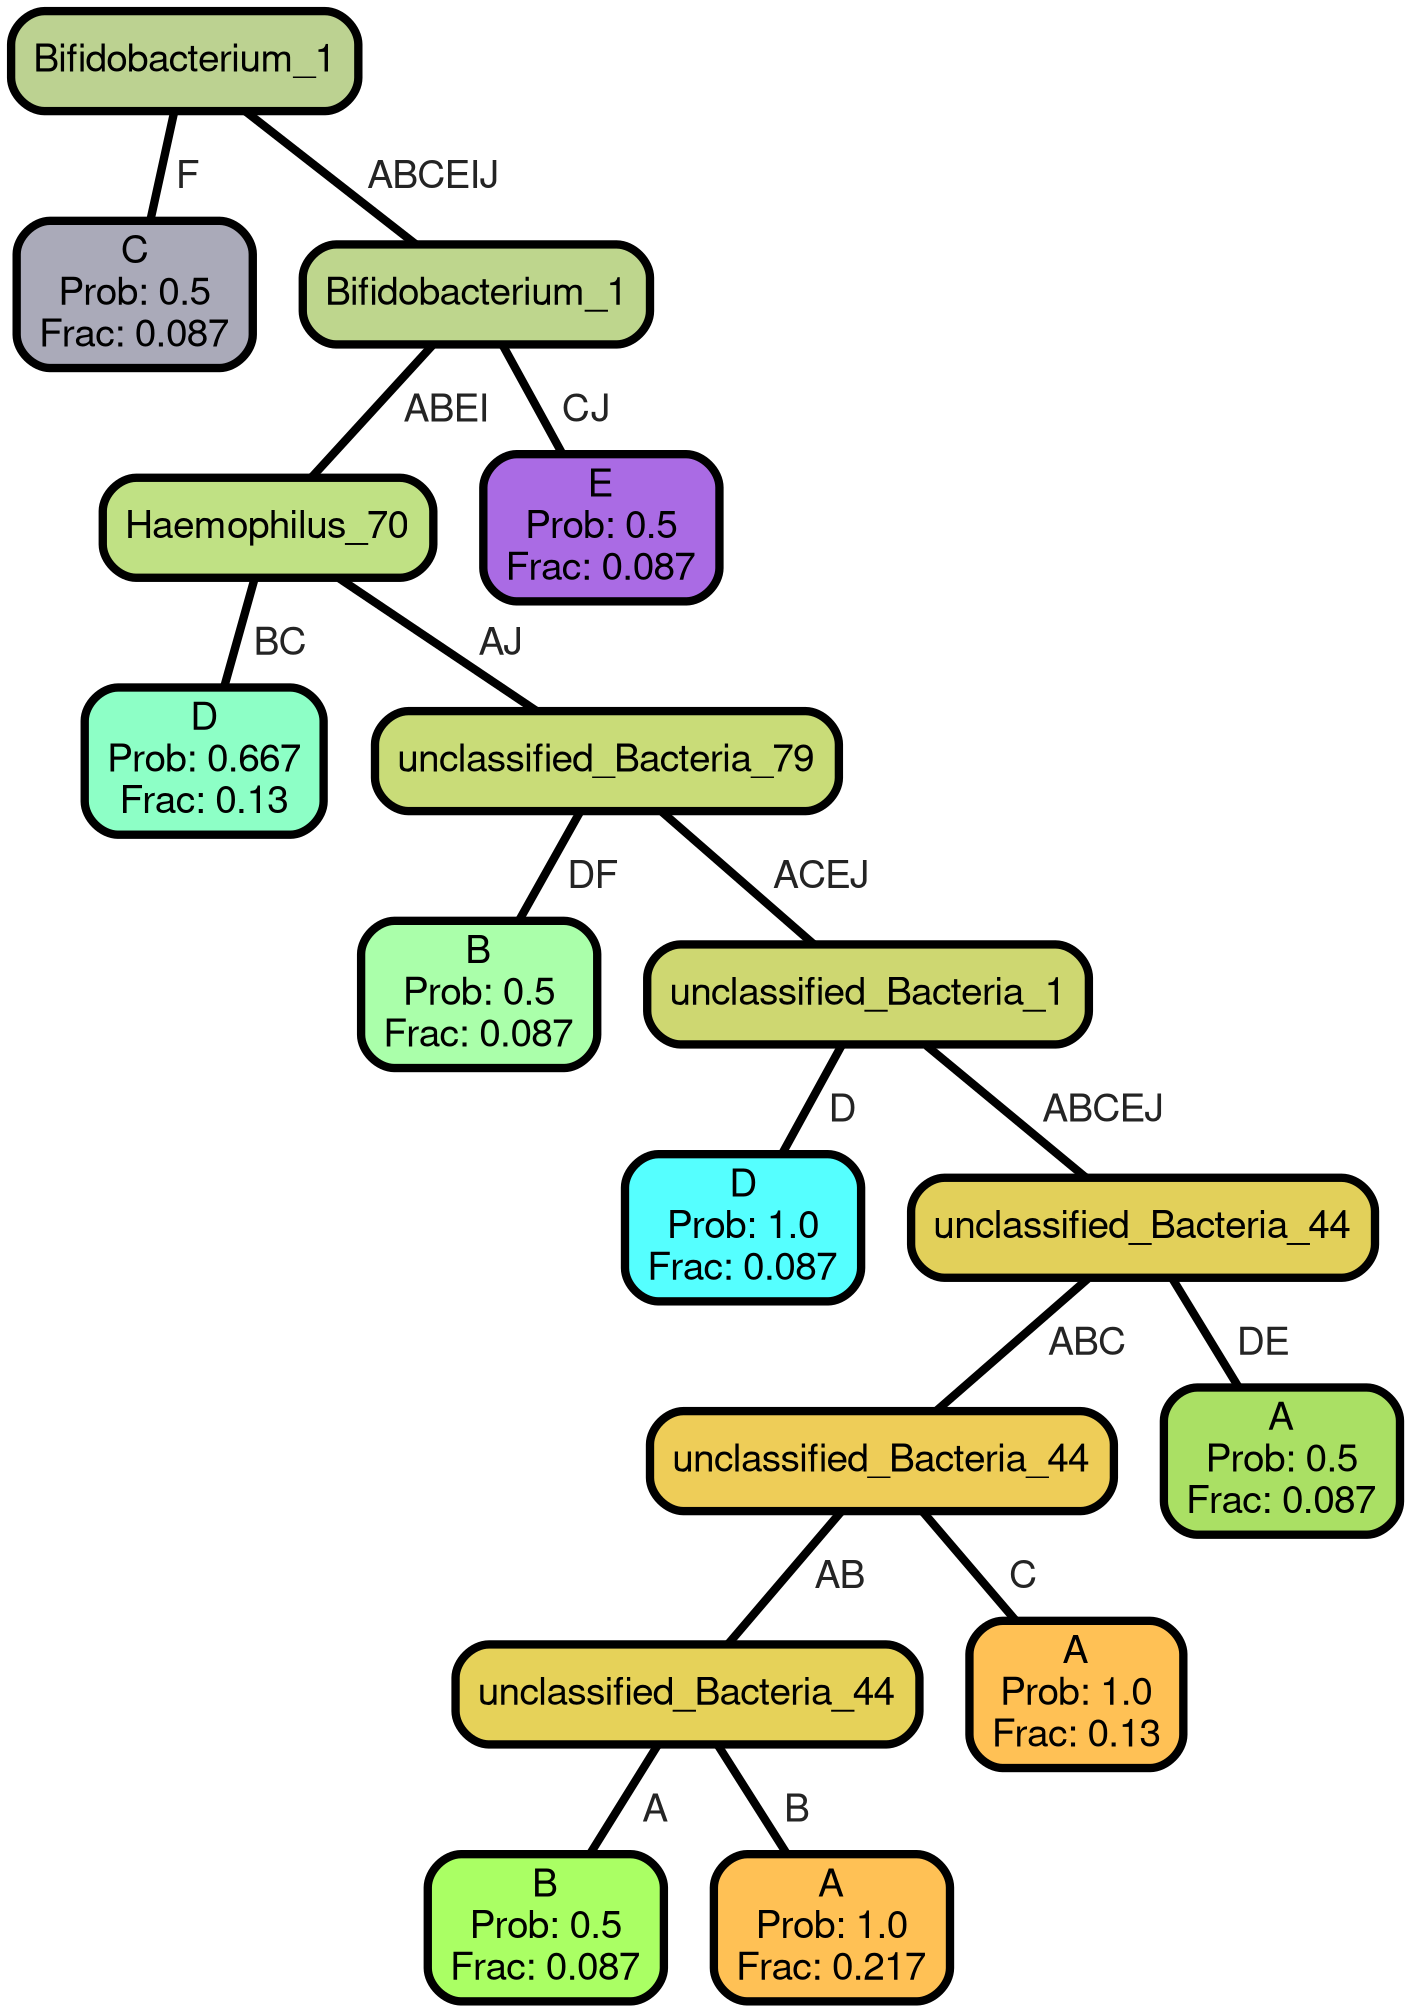 Bifidobacterium_1
F
ABCEIJ
C
Prob: 0.5
Frac: 0.087
Bifidobacterium_1
ABEI
CJ
Haemophilus_70
E
Prob: 0.5
Frac: 0.087
BC
AJ
D
Prob: 0.667
Frac: 0.13
unclassified_Bacteria_79
DF
ACEJ
B
Prob: 0.5
Frac: 0.087
unclassified_Bacteria_1
D
ABCEJ
D
Prob: 1.0
Frac: 0.087
unclassified_Bacteria_44
ABC
DE
unclassified_Bacteria_44
A
Prob: 0.5
Frac: 0.087
AB
C
unclassified_Bacteria_44
A
Prob: 1.0
Frac: 0.13
A
B
B
Prob: 0.5
Frac: 0.087
A
Prob: 1.0
Frac: 0.217